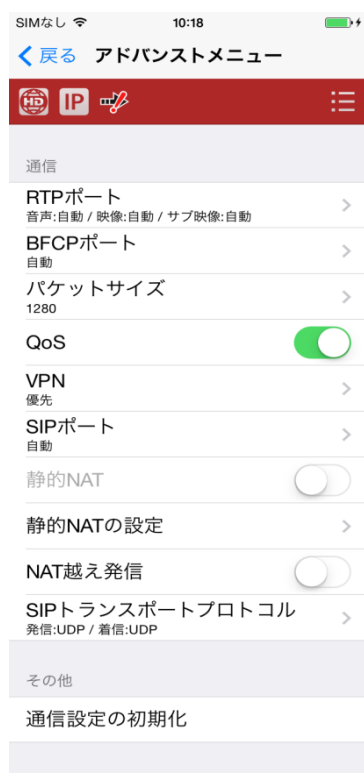 SIMなし 10:18
戻る アドバンストメニュー
HD IP
通信
RTPポート
音声:自動 / 映像:自動 / サブ映像:自動
BFCPポート
自動
パケットサイズ
1280
QoS
VPN
優先
SIPポート
自動
静的NAT
静的NATの設定
NAT越え発信
SIPトランスポートプロトコル
発信:UDP / 着信:UDP
その他
通信設定の初期化